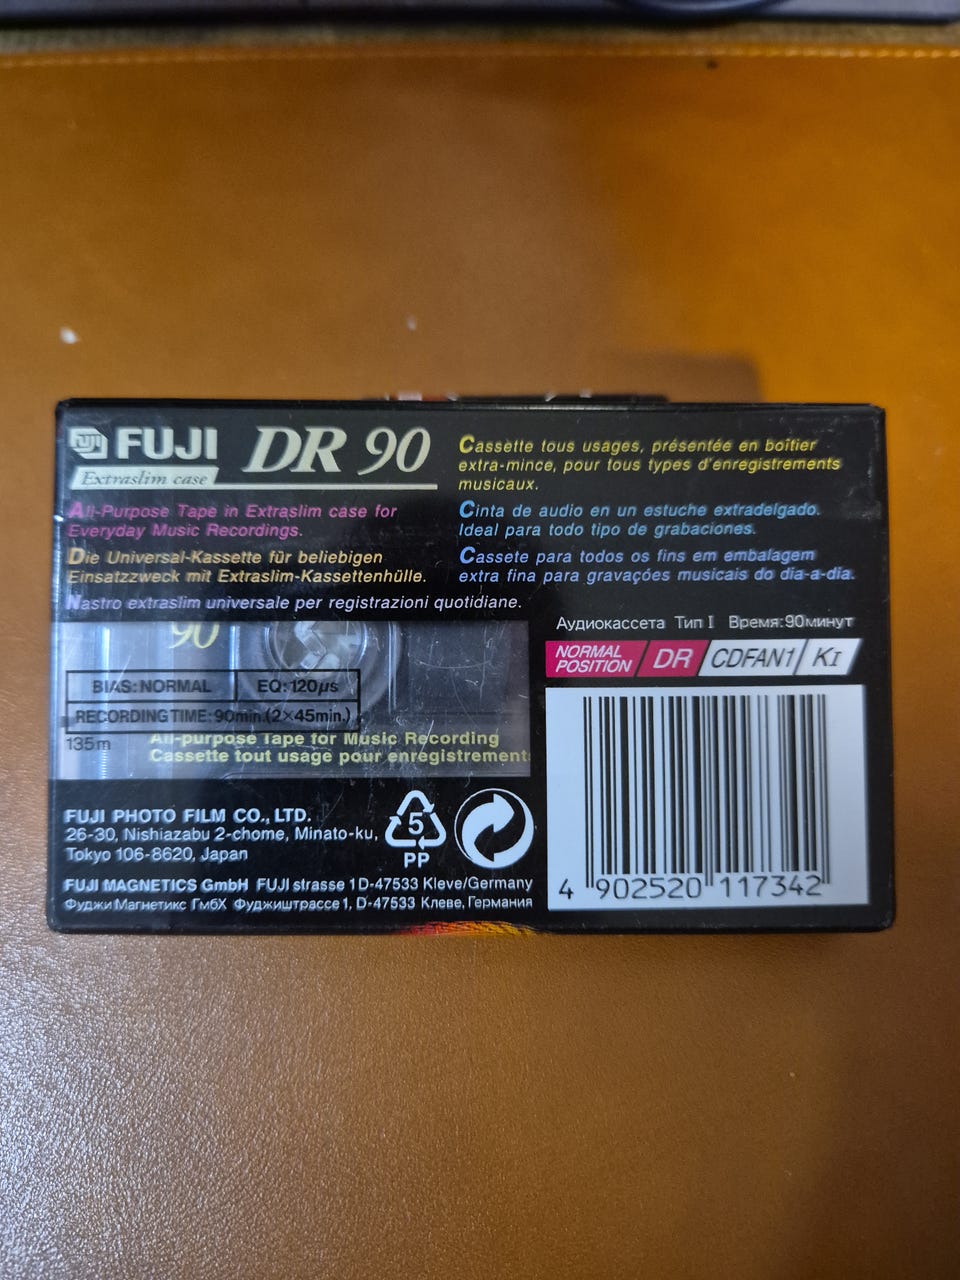 FUJI DR 90
Extraslim case
All-Purpose Tape in Extraslim case for
Everyday Music Recordings.
Die Universal-Kassette für beliebigen
Einsatzzweck mit Extraslim-Kassettenhülle.
Nastro extraslim universale per registrazioni quotidiane.
Cassette tous usages, présentée en boîtier
extra-mince, pour tous types d'enregistrements
musicaux.
Cinta de audio en un estuche extradelgado.
Ideal para todo tipo de grabaciones.
Cassete para todos os fins em embalagem
extra fina para gravaçóes musicais do dia-a-dia.
90
BIAS:NORMAL EQ:120µs
RECORDING TIME:90min.(2×45min.)
135m
All-purpose Tape for Music Recording
Cassette tout usage pour enregistrement
Аудиокассета Тип I Время:90минут
NORMAL POSITION DR CDFAN1 KI
4 902520 117342
FUJI PHOTO FILM CO., LTD.
26-30, Nishiazabu 2-chome, Minato-ku,
Tokyo 106-8620, Japan
5
PP
FUJI MAGNETICS GmbH FUJI strasse 1 D-47533 Kleve/Germany
Фуджи Магнетикс ГмбХ Фуджиштрассе 1, D-47533 Клеве, Германия